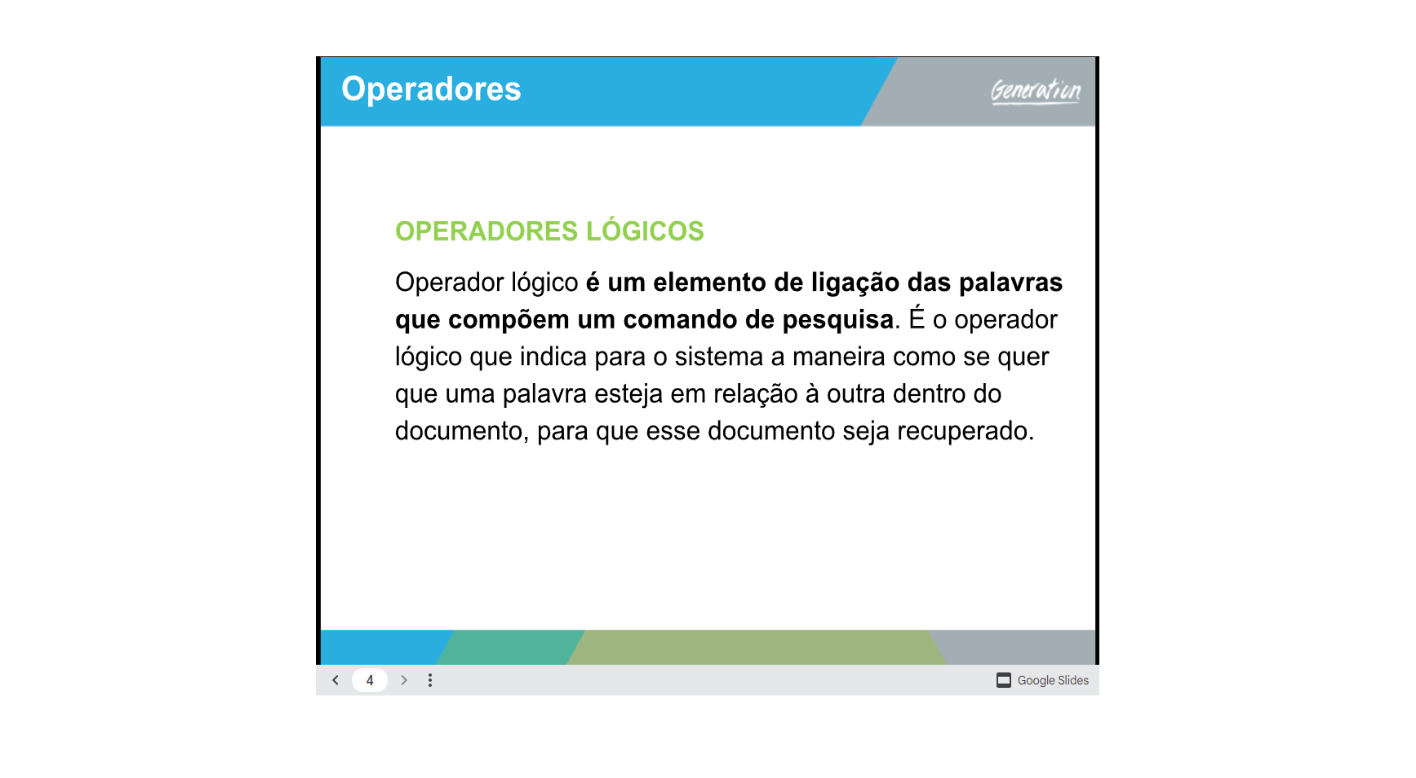 Operadores
Generation
OPERADORES LÓGICOS
Operador lógico é um elemento de ligação das palavras
que compõem um comando de pesquisa. É o operador
lógico que indica para o sistema a maneira como se quer
que uma palavra esteja em relação à outra dentro do
documento, para que esse documento seja recuperado.
4
Google Slides